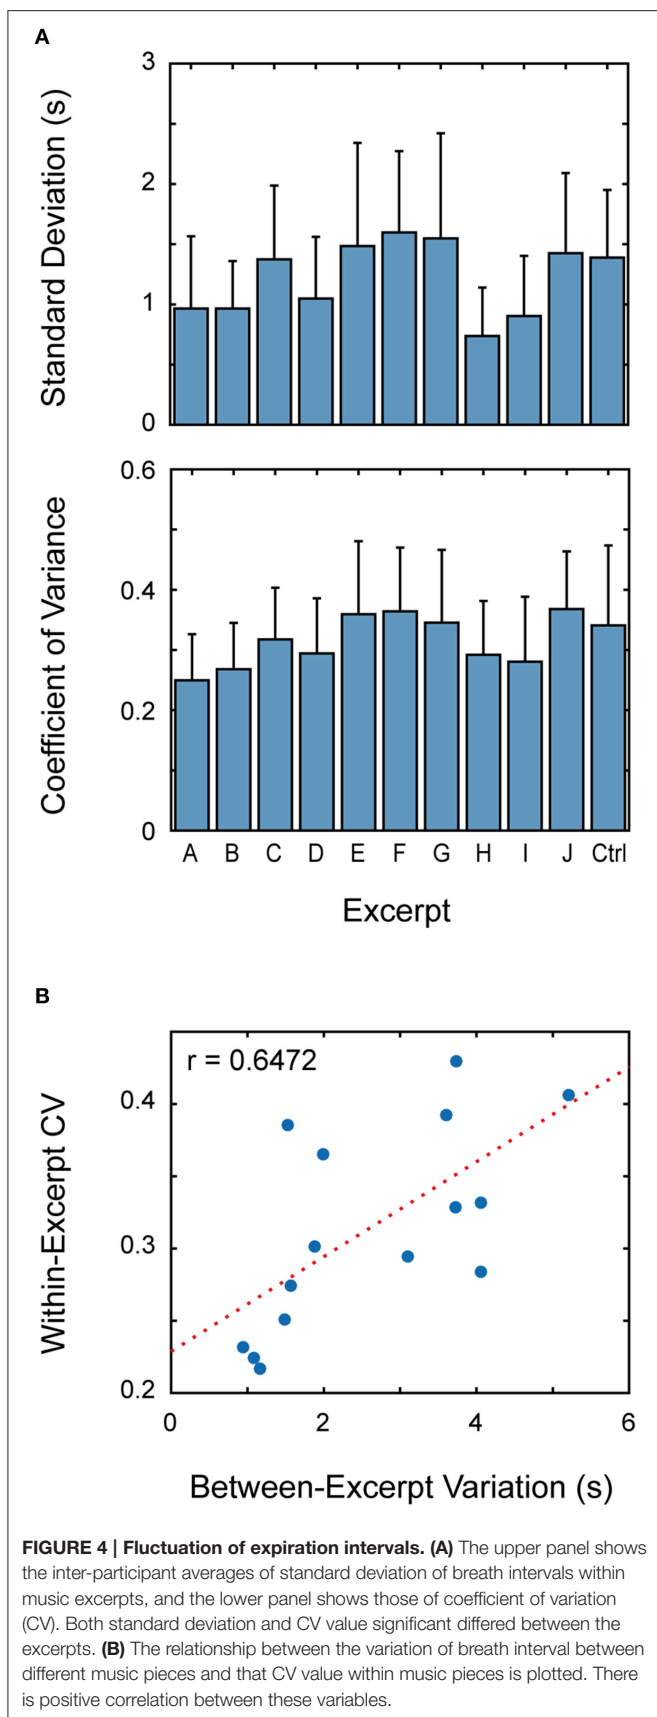 A
Standard Deviation (s)
3
2
1
0
Coefficient of Variance
0.6
0.4
0.2
0
A B C D E F G H I J Ctrl
Excerpt
B
Within-Excerpt CV
r = 0.6472
0.4
0.3
0.2
0 2 4 6
Between-Excerpt Variation (s)
FIGURE 4 | Fluctuation of expiration intervals. (A) The upper panel shows
the inter-participant averages of standard deviation of breath intervals within
music excerpts, and the lower panel shows those of coefficient of variation
(CV). Both standard deviation and CV value significant differed between the
excerpts. (B) The relationship between the variation of breath interval between
different music pieces and that CV value within music pieces is plotted. There
is positive correlation between these variables.